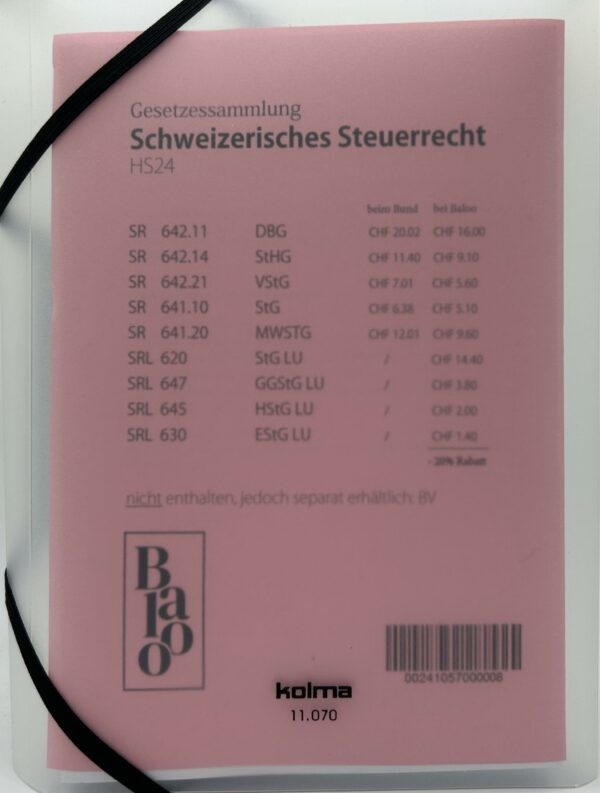 Gesetzessammlung
Schweizerisches Steuerrecht
HS24
beim Bund bei Baloo
SR 642.11 DBG CHF 20.02 CHF 16.00
SR 642.14 StHG CHF 11.40 CHF 9.10
SR 642.21 VStG CHF 7.01 CHF 5.60
SR 641.10 StG CHF 6.38 CHF 5.10
SR 641.20 MWSTG CHF 12.01 CHF 9.60
SRL 620 StG LU / CHF 14.40
SRL 647 GGStG LU / CHF 3.80
SRL 645 HStG LU / CHF 2.00
SRL 630 EStG LU / CHF 1.40
- 20% Rabatt
nicht enthalten, jedoch separat erhältlich: BV
Baloo
00241057000008
kolma
11.070